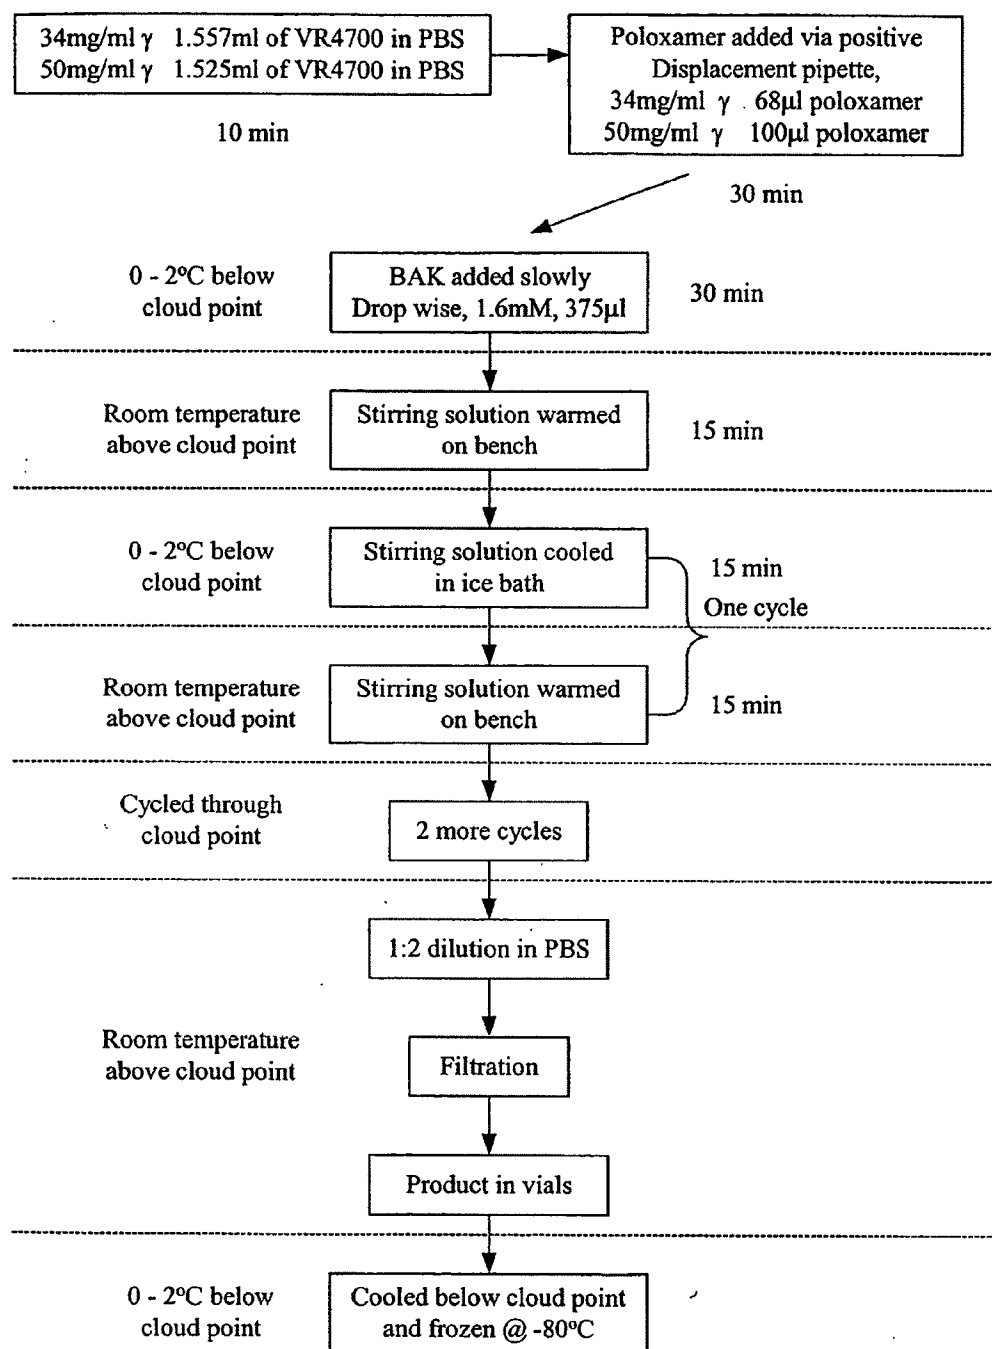 34mg/ml γ 1.557ml of VR4700 in PBS
50mg/ml γ 1.525ml of VR4700 in PBS
10 min
Poloxamer added via positive
Displacement pipette,
34mg/ml γ 68µl poloxamer
50mg/ml γ 100µl poloxamer
30 min
0 - 2ºC below
cloud point
BAK added slowly
Drop wise, 1.6mM, 375µl
30 min
Room temperature
above cloud point
Stirring solution warmed
on bench
15 min
0 - 2ºC below
cloud point
Stirring solution cooled
in ice bath
15 min
One cycle
Room temperature
above cloud point
Stirring solution warmed
on bench
15 min
Cycled through
cloud point
2 more cycles
1:2 dilution in PBS
Room temperature
above cloud point
Filtration
Product in vials
0 - 2ºC below
cloud point
Cooled below cloud point
and frozen @ -80ºC